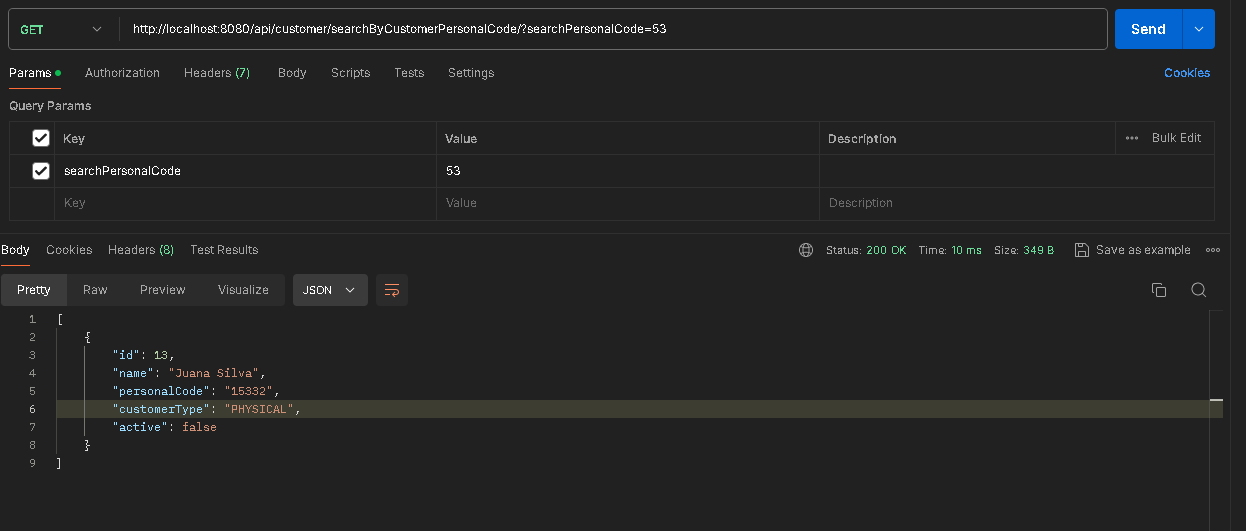 GET http://localhost:8080/api/customer/searchByCustomerPersonalCode/?searchPersonalCode=53 Send
Params Authorization Headers (7) Body Scripts Tests Settings Cookies
Query Params
Key Value Description ••• Bulk Edit
searchPersonalCode 53
Key Value Description
Body Cookies Headers (8) Test Results Status: 200 OK Time: 10 ms Size: 349 B Save as example •••
Pretty Raw Preview Visualize JSON
1 [
2 {
3 "id": 13,
4 "name": "Juana Silva",
5 "personalCode": "15332",
6 "customerType": "PHYSICAL",
7 "active": false
8 }
9 ]